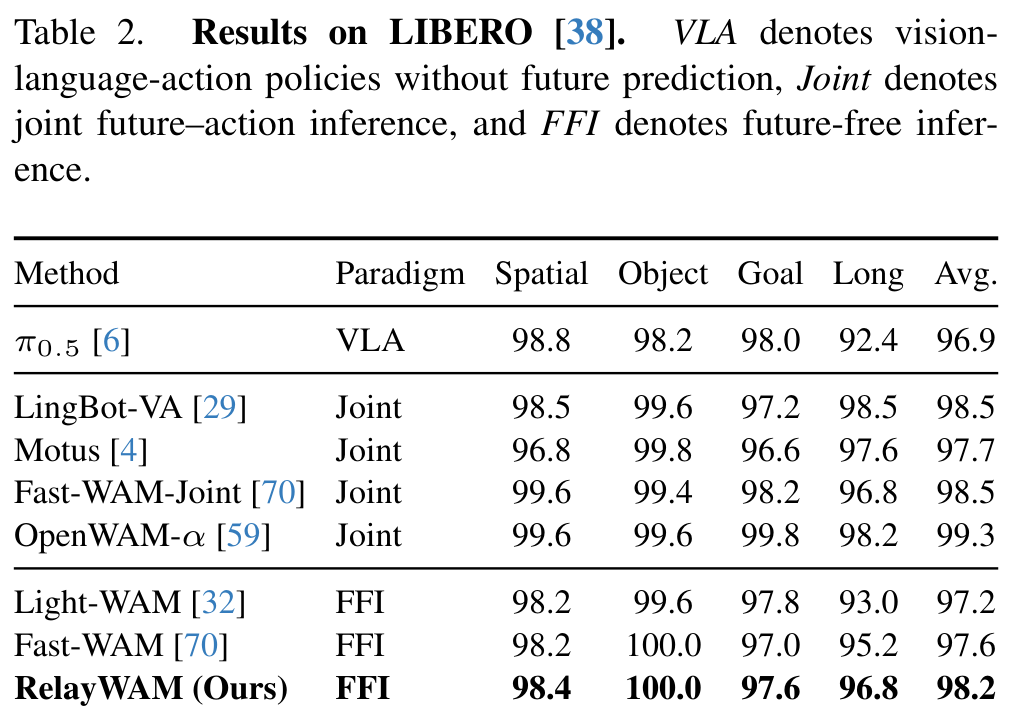 Table 2. Results on LIBERO [38]. VLA denotes vision-
language-action policies without future prediction, Joint denotes
joint future–action inference, and FFI denotes future-free infer-
ence.
Method Paradigm Spatial Object Goal Long Avg.
π0.5 [6] VLA 98.8 98.2 98.0 92.4 96.9
LingBot-VA [29] Joint 98.5 99.6 97.2 98.5 98.5
Motus [4] Joint 96.8 99.8 96.6 97.6 97.7
Fast-WAM-Joint [70] Joint 99.6 99.4 98.2 96.8 98.5
OpenWAM-α [59] Joint 99.6 99.6 99.8 98.2 99.3
Light-WAM [32] FFI 98.2 99.6 97.8 93.0 97.2
Fast-WAM [70] FFI 98.2 100.0 97.0 95.2 97.6
RelayWAM (Ours) FFI 98.4 100.0 97.6 96.8 98.2